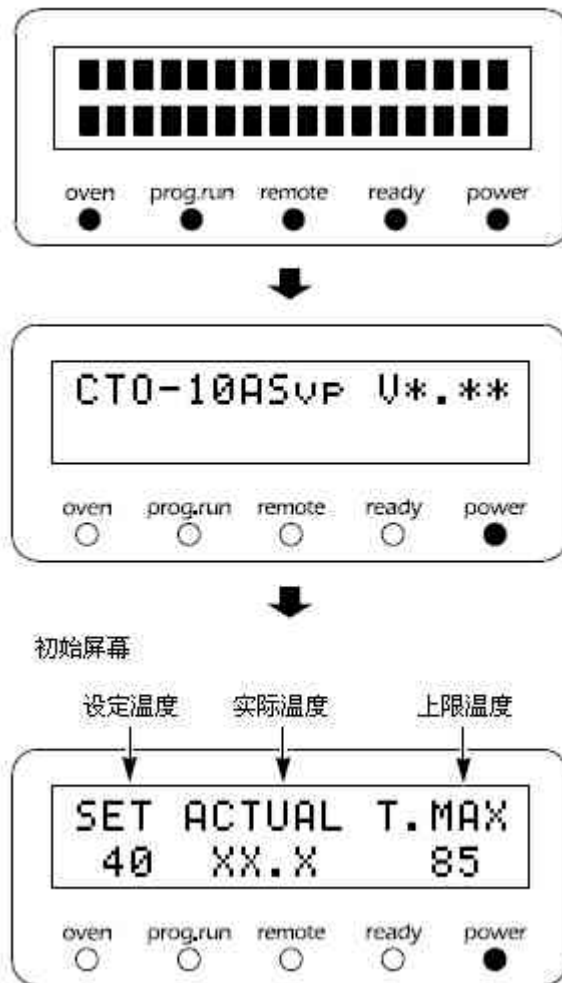 oven prog.run remote ready power
CTO-10ASVP V*.**
oven prog.run remote ready power
初始屏幕
设定温度 实际温度 上限温度
SET ACTUAL T.MAX
40 XX.X 85
oven prog.run remote ready power